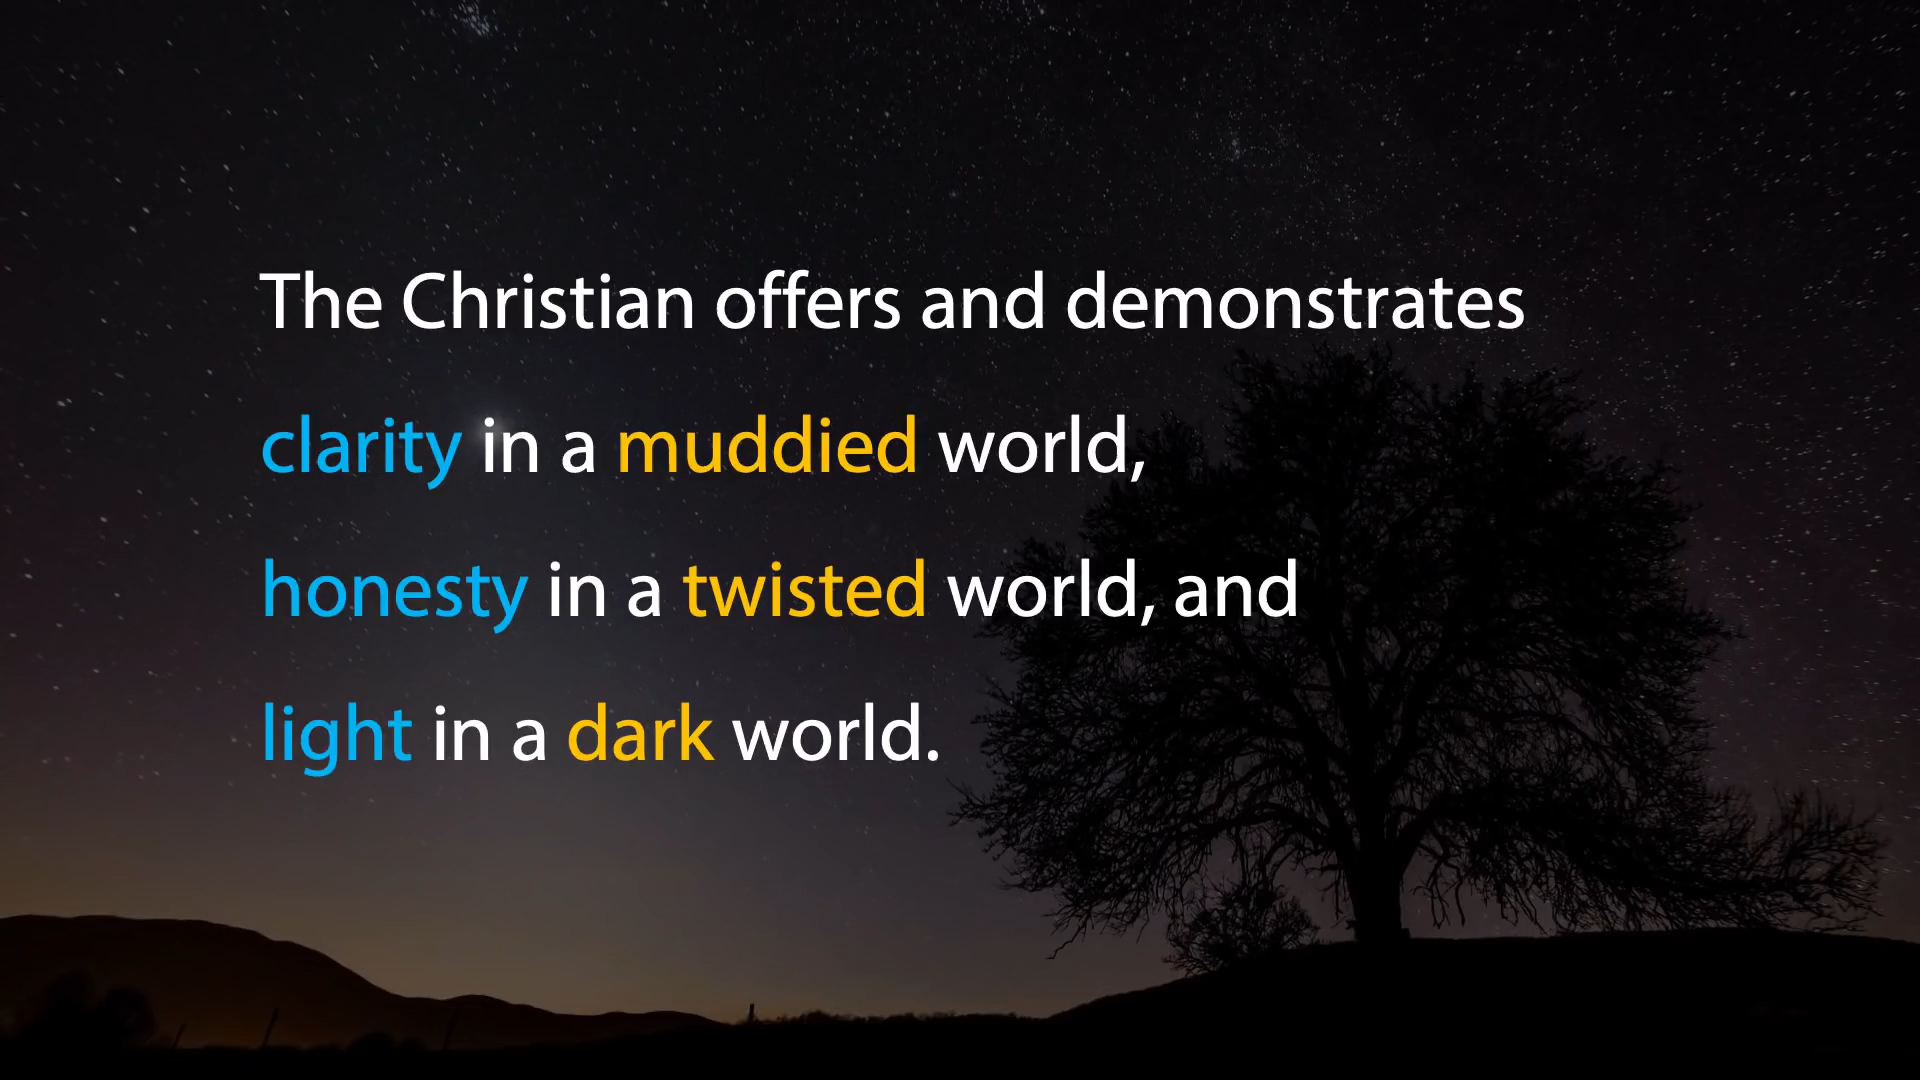 The Christian offers and demonstrates
clarity in a muddied world,
honesty in a twisted world, and
light in a dark world.